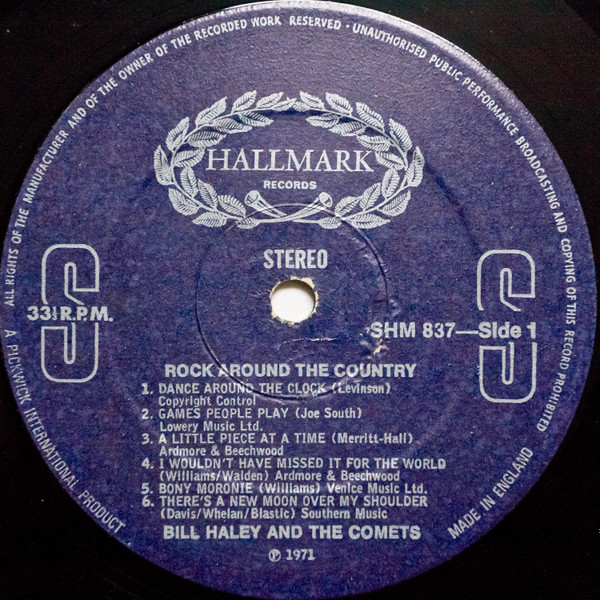 ALL RIGHTS OF THE MANUFACTURER AND OF THE OWNER OF THE RECORDED WORK RESERVED · UNAUTHORISED PUBLIC PERFORMANCE BROADCASTING AND COPYING OF THIS RECORD PROHIBITED
HALLMARK
RECORDS
STEREO
S
S
33⅓ R.P.M.
SHM 837—Side 1
ROCK AROUND THE COUNTRY
1. DANCE AROUND THE CLOCK (Levinson)
Copyright Control
2. GAMES PEOPLE PLAY (Joe South)
Lowery Music Ltd.
3. A LITTLE PIECE AT A TIME (Merritt-Hall)
Ardmore & Beechwood
4. I WOULDN'T HAVE MISSED IT FOR THE WORLD
(Williams/Walden) Ardmore & Beechwood
5. BONY MORONIE (Williams) Venice Music Ltd.
6. THERE'S A NEW MOON OVER MY SHOULDER
(Davis/Whelan/Blastic) Southern Music
BILL HALEY AND THE COMETS
℗ 1971
A PICKWICK INTERNATIONAL PRODUCT
MADE IN ENGLAND